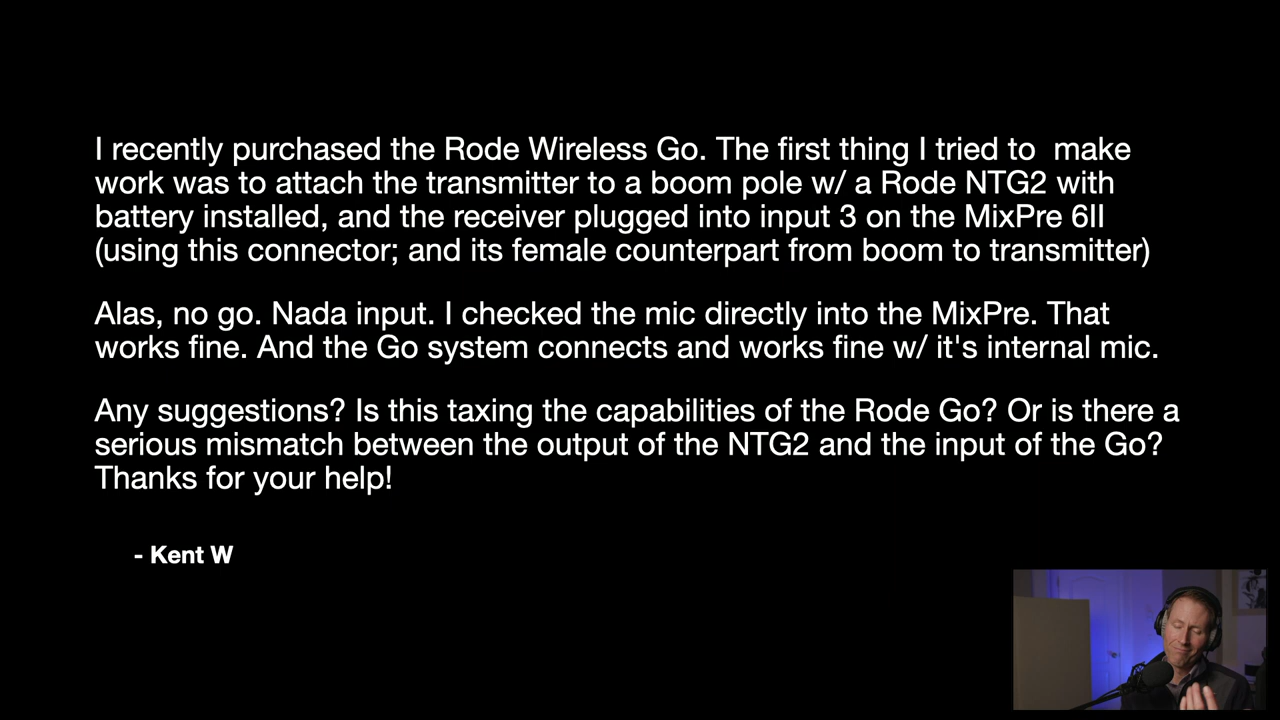 I recently purchased the Rode Wireless Go. The first thing I tried to  make
work was to attach the transmitter to a boom pole w/ a Rode NTG2 with
battery installed, and the receiver plugged into input 3 on the MixPre 6II
(using this connector; and its female counterpart from boom to transmitter)
Alas, no go. Nada input. I checked the mic directly into the MixPre. That
works fine. And the Go system connects and works fine w/ it's internal mic.
Any suggestions? Is this taxing the capabilities of the Rode Go? Or is there a
serious mismatch between the output of the NTG2 and the input of the Go?
Thanks for your help!
- Kent W